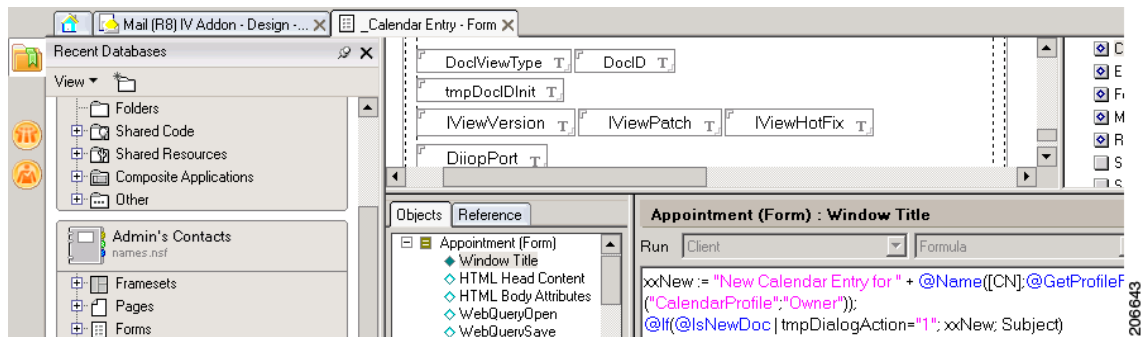 Mail (R8) IV Addon - Design -...
_Calendar Entry - Form
Recent Databases
View
Folders
Shared Code
Shared Resources
Composite Applications
Other
Admin's Contacts
names.nsf
Framesets
Pages
Forms
DocIViewType T
DocID T
tmpDocIDInit T
IViewVersion T
IViewPatch T
IViewHotFix T
DiiopPort T
C
E
F
M
R
S
Objects
Reference
Appointment (Form)
Window Title
HTML Head Content
HTML Body Attributes
WebQueryOpen
WebQuerySave
Appointment (Form) : Window Title
Run
Client
Formula
xxNew := "New Calendar Entry for " + @Name([CN];@GetProfileF
("CalendarProfile";"Owner"));
@If(@IsNewDoc | tmpDialogAction="1"; xxNew; Subject)
206643